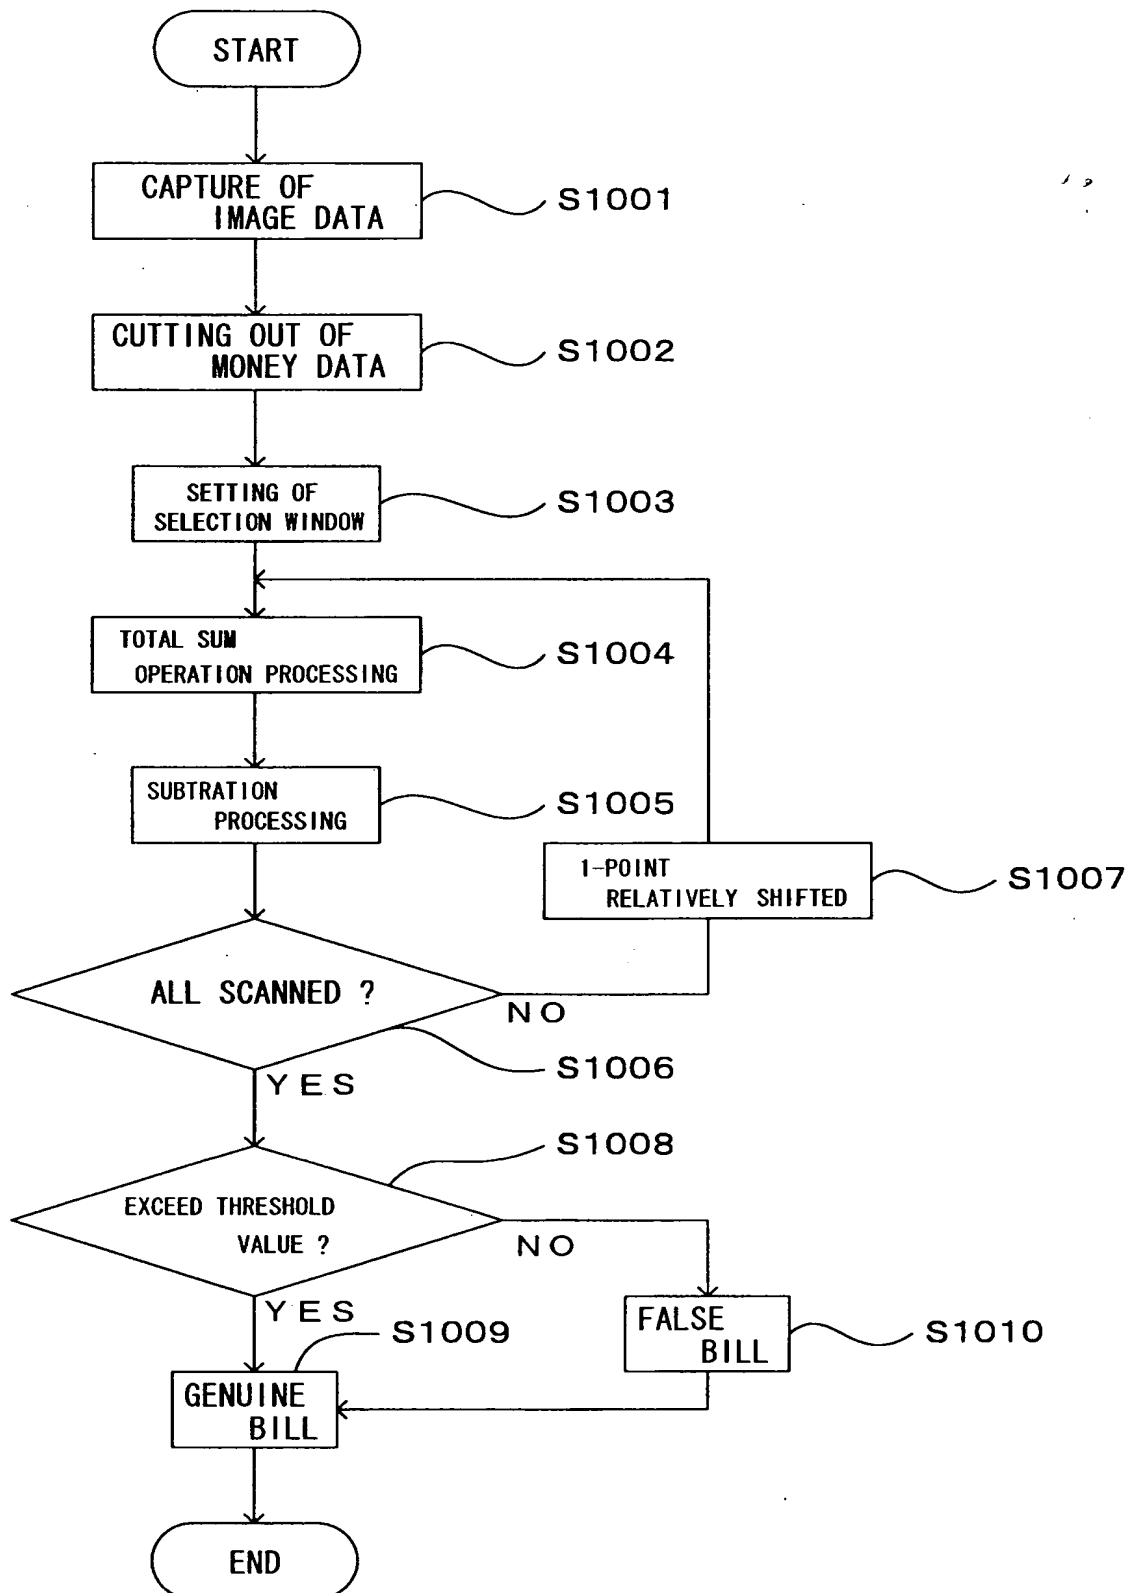 START
CAPTURE OF
IMAGE DATA
S1001
CUTTING OUT OF
MONEY DATA
S1002
SETTING OF
SELECTION WINDOW
S1003
TOTAL SUM
OPERATION PROCESSING
S1004
SUBTRATION
PROCESSING
S1005
1-POINT
RELATIVELY SHIFTED
S1007
ALL SCANNED ?
NO
S1006
YES
S1008
EXCEED THRESHOLD
VALUE ?
NO
YES
S1009
FALSE
BILL
S1010
GENUINE
BILL
END